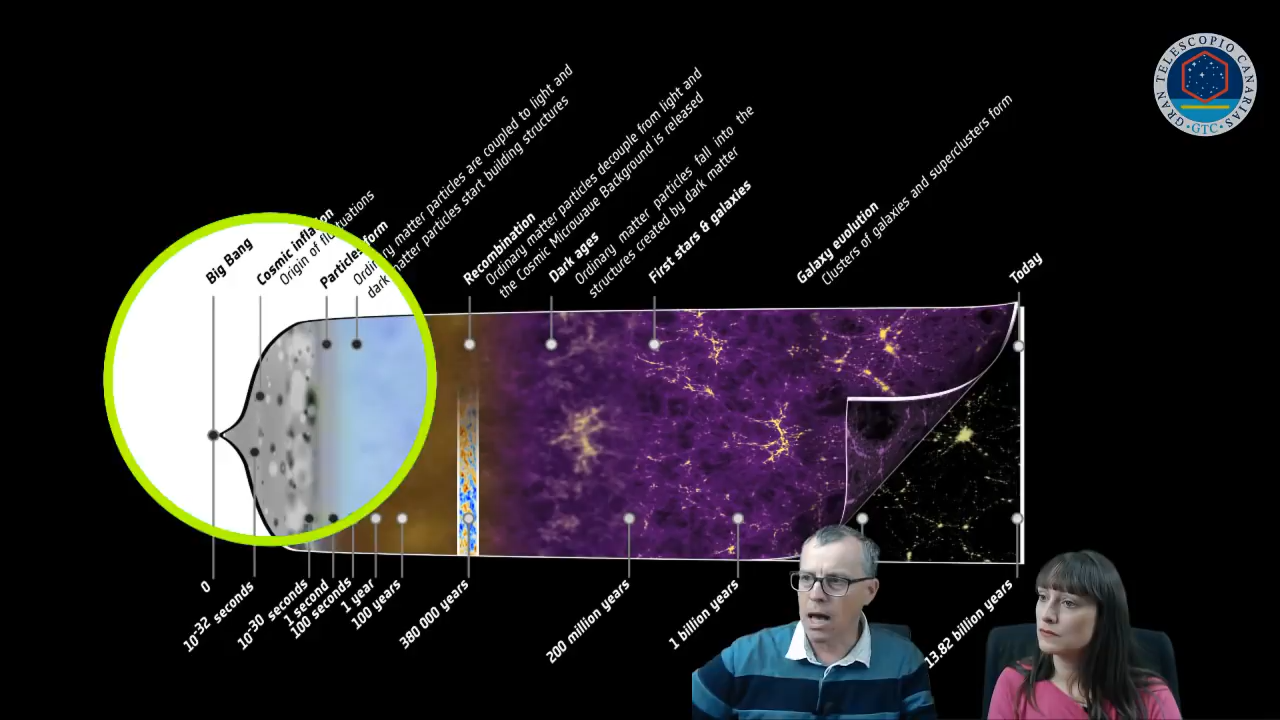 GRAN TELESCOPIO CANARIAS
GTC
Big Bang
Cosmic inflation
Origin of fluctuations
Particles form
Ordinary matter particles are coupled to light and
dark matter particles start building structures
Recombination
Ordinary matter particles decouple from light and
the Cosmic Microwave Background is released
Dark ages
Ordinary matter particles fall into the
structures created by dark matter
First stars & galaxies
Galaxy evolution
Clusters of galaxies and superclusters form
Today
0
10-32 seconds
10-30 seconds
1 second
100 seconds
1 year
100 years
380 000 years
200 million years
1 billion years
13.82 billion years